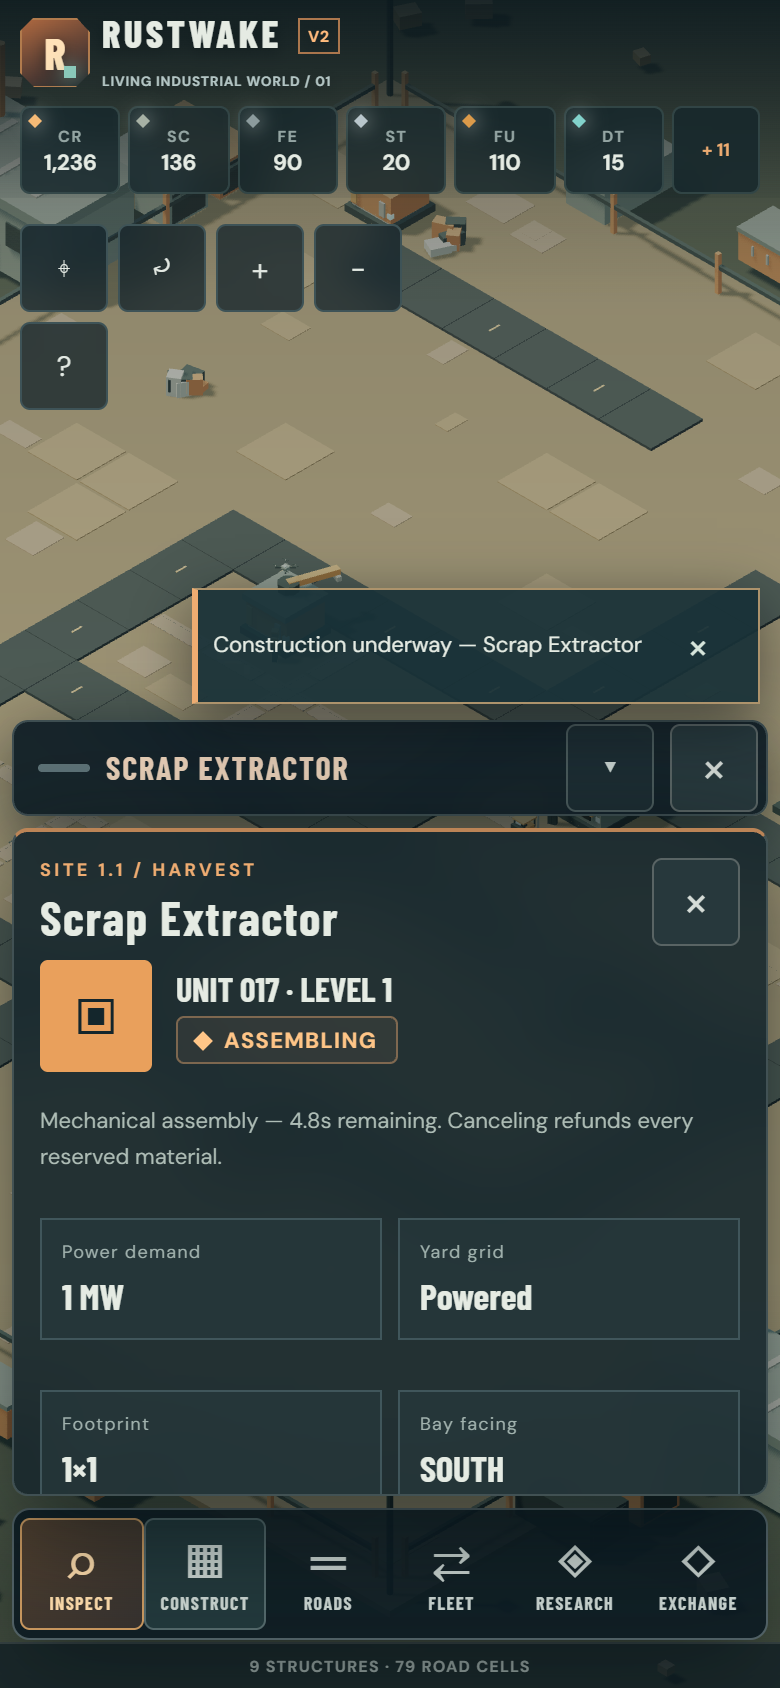 R
RUSTWAKE V2
LIVING INDUSTRIAL WORLD / 01
CR
1,236
SC
136
FE
90
ST
20
FU
110
DT
15
+ 11
+
−
?
Construction underway — Scrap Extractor ×
SCRAP EXTRACTOR ▼ ×
SITE 1.1 / HARVEST
Scrap Extractor ×
UNIT 017 · LEVEL 1
◆ ASSEMBLING
Mechanical assembly — 4.8s remaining. Canceling refunds every
reserved material.
Power demand
1 MW
Yard grid
Powered
Footprint
1×1
Bay facing
SOUTH
INSPECT
CONSTRUCT
ROADS
FLEET
RESEARCH
EXCHANGE
9 STRUCTURES · 79 ROAD CELLS